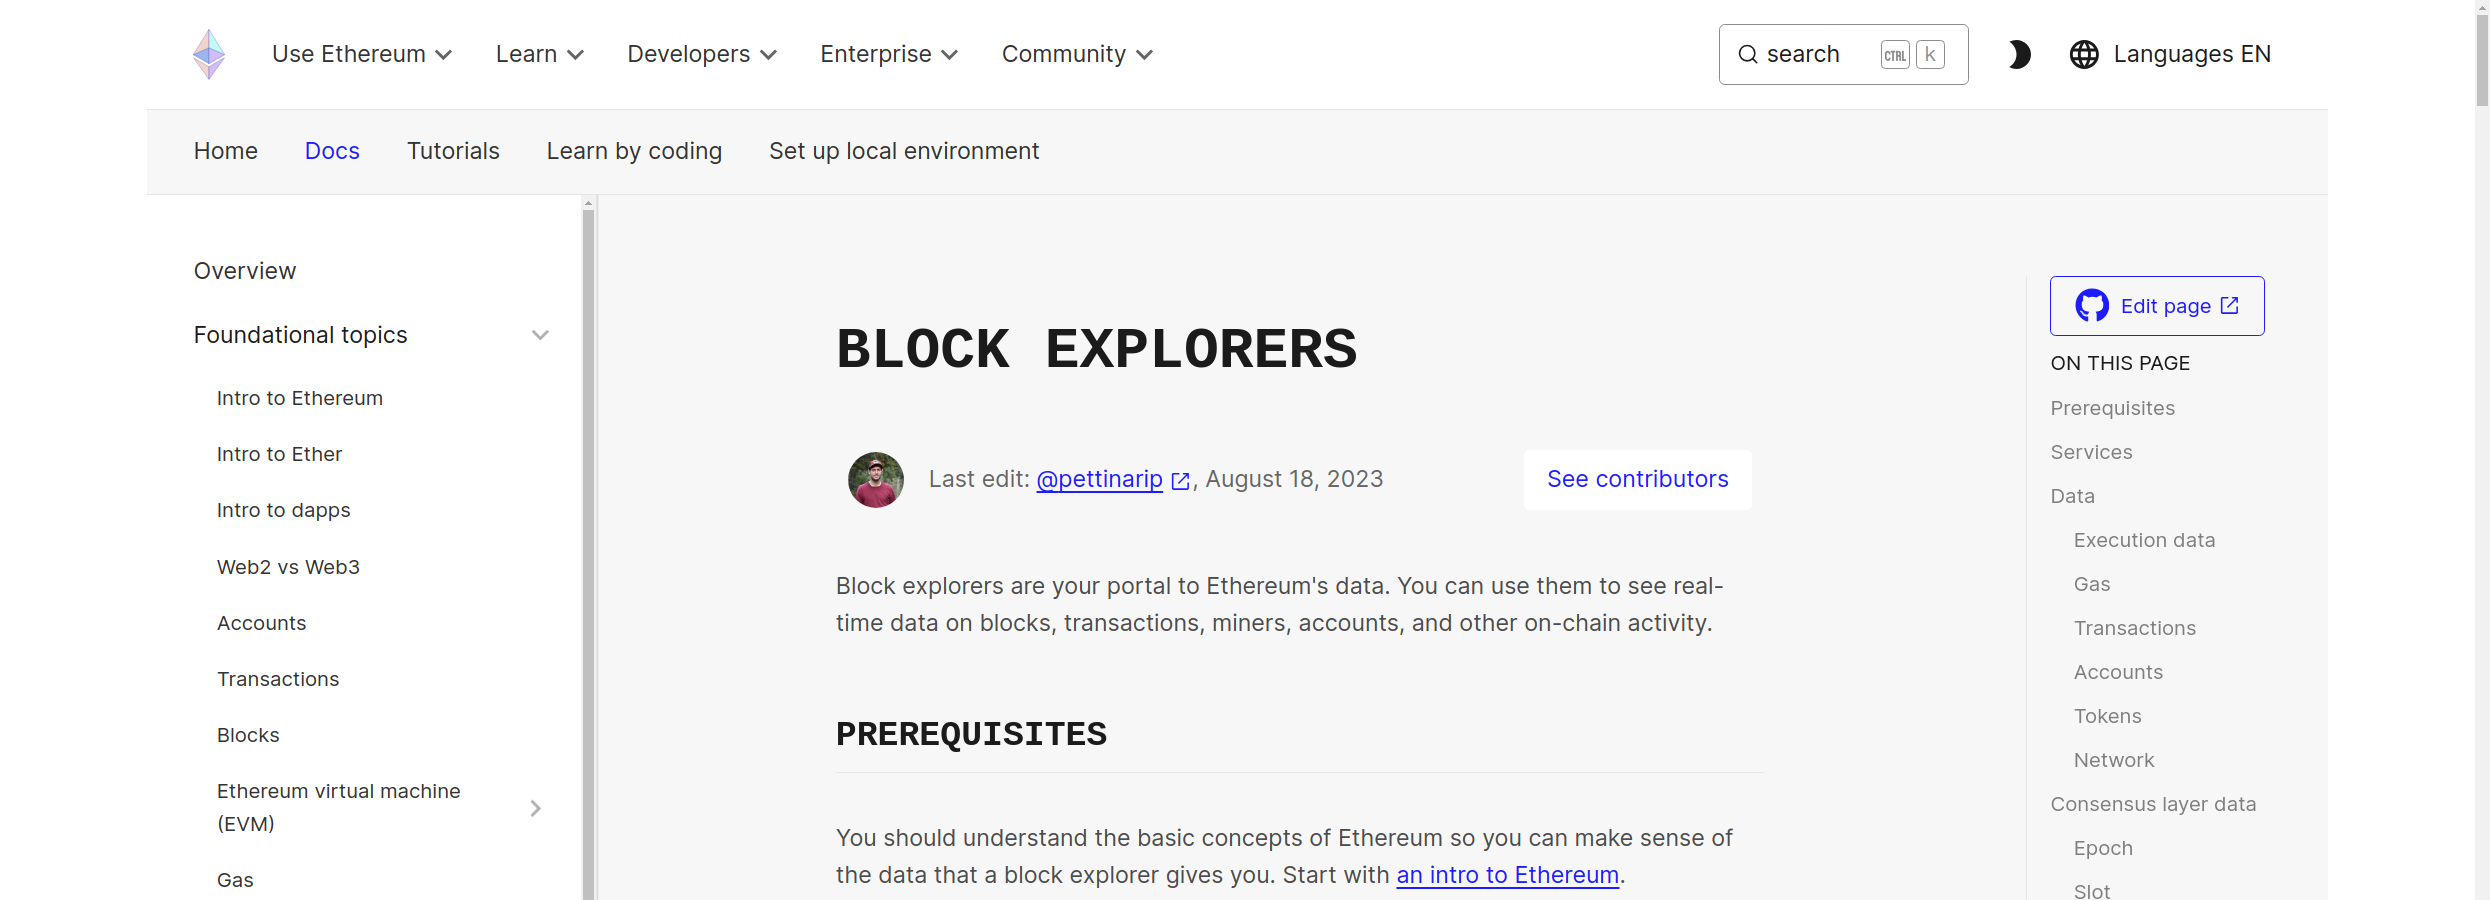 Use Ethereum
Learn
Developers
Enterprise
Community
search
CTRL
k
Languages EN
Home
Docs
Tutorials
Learn by coding
Set up local environment
Overview
Foundational topics
Intro to Ethereum
Intro to Ether
Intro to dapps
Web2 vs Web3
Accounts
Transactions
Blocks
Ethereum virtual machine
(EVM)
Gas
BLOCK EXPLORERS
Last edit: @pettinarip, August 18, 2023
See contributors
Block explorers are your portal to Ethereum's data. You can use them to see real-
time data on blocks, transactions, miners, accounts, and other on-chain activity.
PREREQUISITES
You should understand the basic concepts of Ethereum so you can make sense of
the data that a block explorer gives you. Start with an intro to Ethereum.
Edit page
ON THIS PAGE
Prerequisites
Services
Data
Execution data
Gas
Transactions
Accounts
Tokens
Network
Consensus layer data
Epoch
Slot